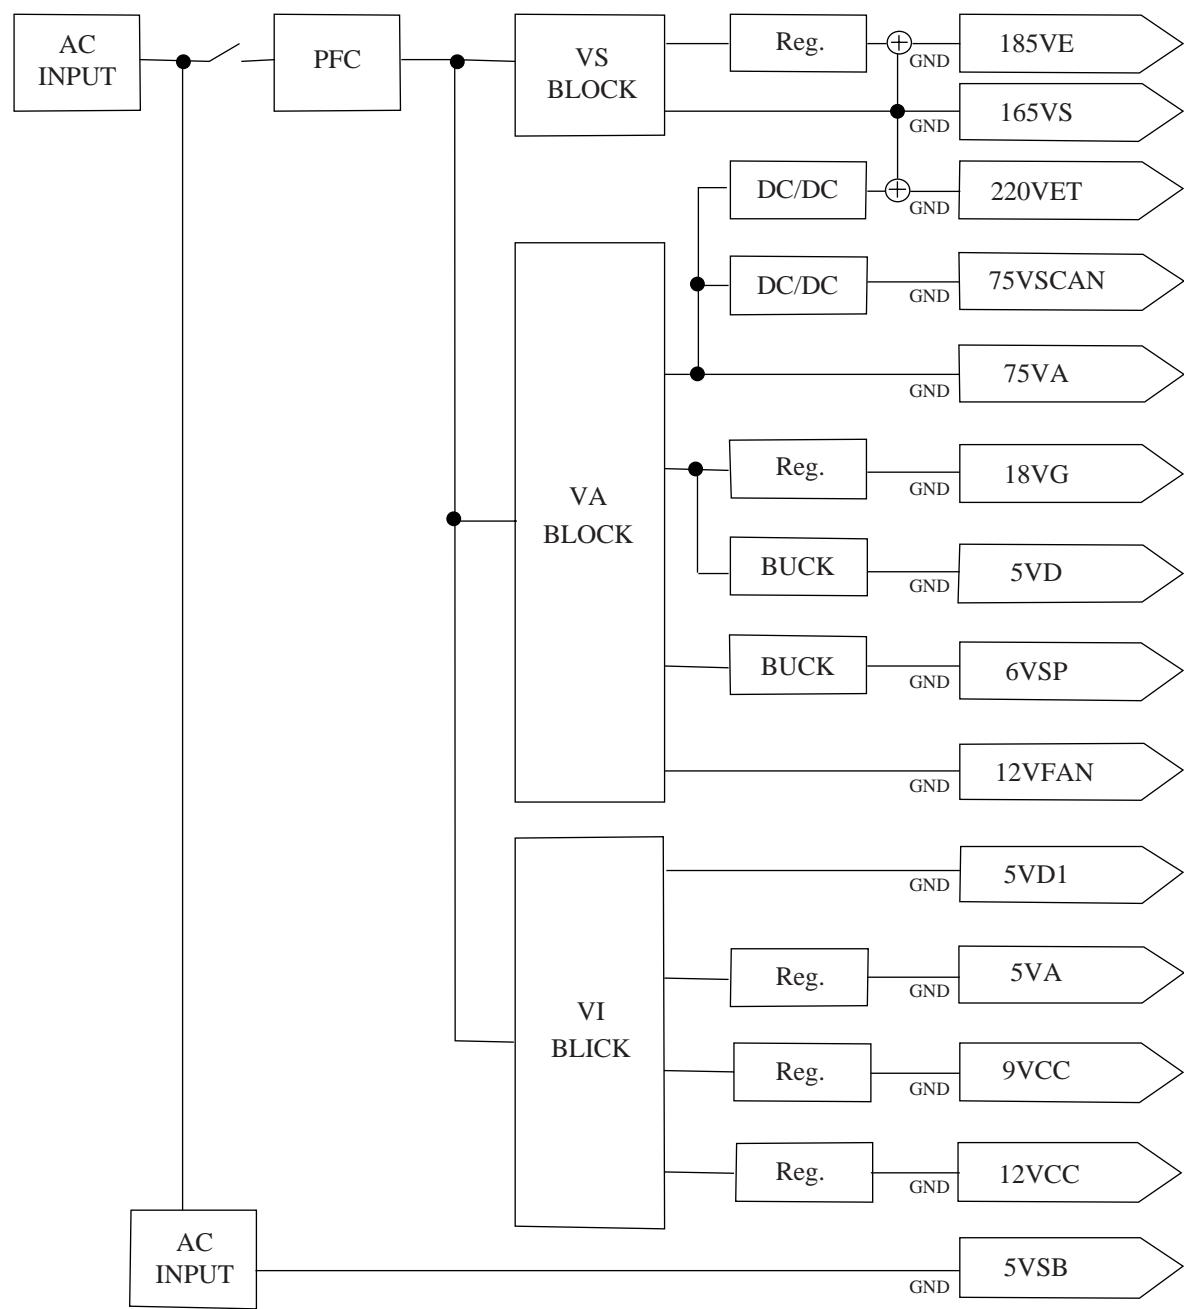 AC
INPUT
PFC
VS
BLOCK
Reg.
GND
185VE
GND
165VS
DC/DC
GND
220VET
DC/DC
GND
75VSCAN
GND
75VA
VA
BLOCK
Reg.
GND
18VG
BUCK
GND
5VD
BUCK
GND
6VSP
GND
12VFAN
VI
BLICK
GND
5VD1
Reg.
GND
5VA
Reg.
GND
9VCC
Reg.
GND
12VCC
AC
INPUT
GND
5VSB